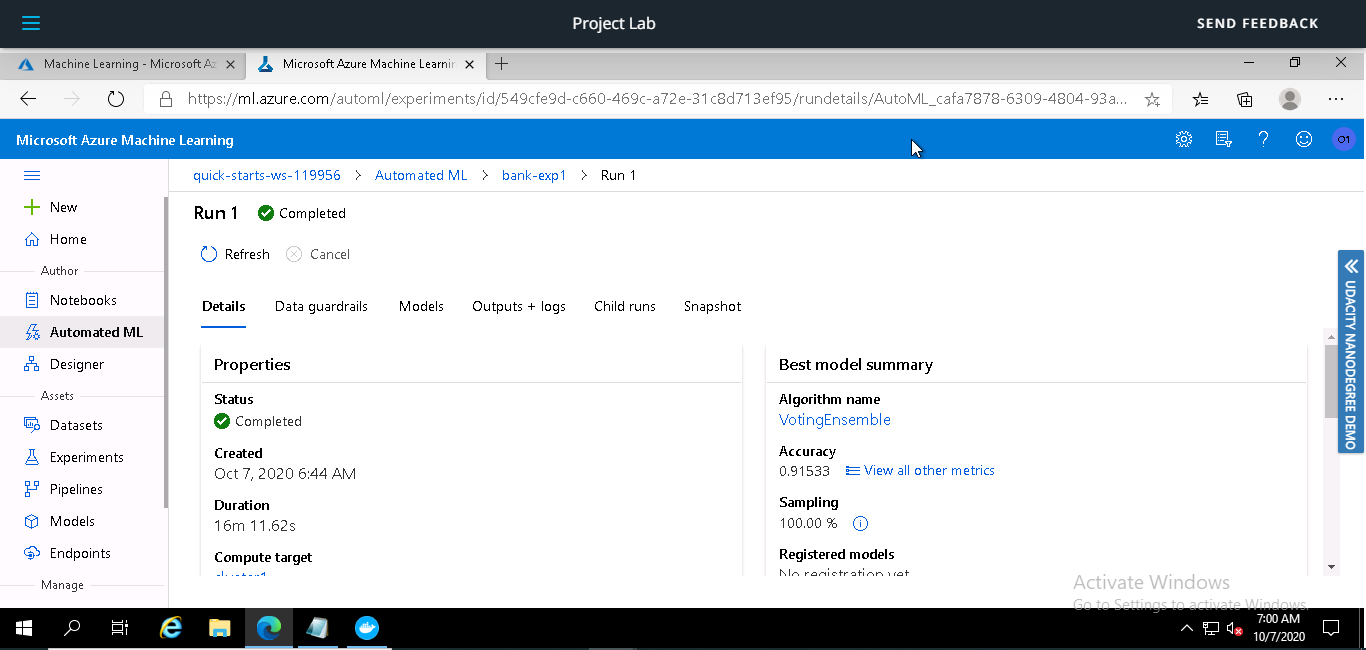 Project Lab
SEND FEEDBACK
Machine Learning - Microsoft Az
Microsoft Azure Machine Learnin
https://ml.azure.com/automl/experiments/id/549cfe9d-c660-469c-a72e-31c8d713ef95/rundetails/AutoML_cafa7878-6309-4804-93a...
Microsoft Azure Machine Learning
O1
quick-starts-ws-119956 > Automated ML > bank-exp1 > Run 1
New
Home
Author
Notebooks
Automated ML
Designer
Assets
Datasets
Experiments
Pipelines
Models
Endpoints
Manage
Run 1 Completed
Refresh Cancel
Details Data guardrails Models Outputs + logs Child runs Snapshot
Properties
Status
Completed
Created
Oct 7, 2020 6:44 AM
Duration
16m 11.62s
Compute target
cluster1
Best model summary
Algorithm name
VotingEnsemble
Accuracy
0.91533 View all other metrics
Sampling
100.00 %
Registered models
No registration yet
UDACITY NANODEGREE DEMO
Activate Windows
Go to Settings to activate Windows.
7:00 AM
10/7/2020